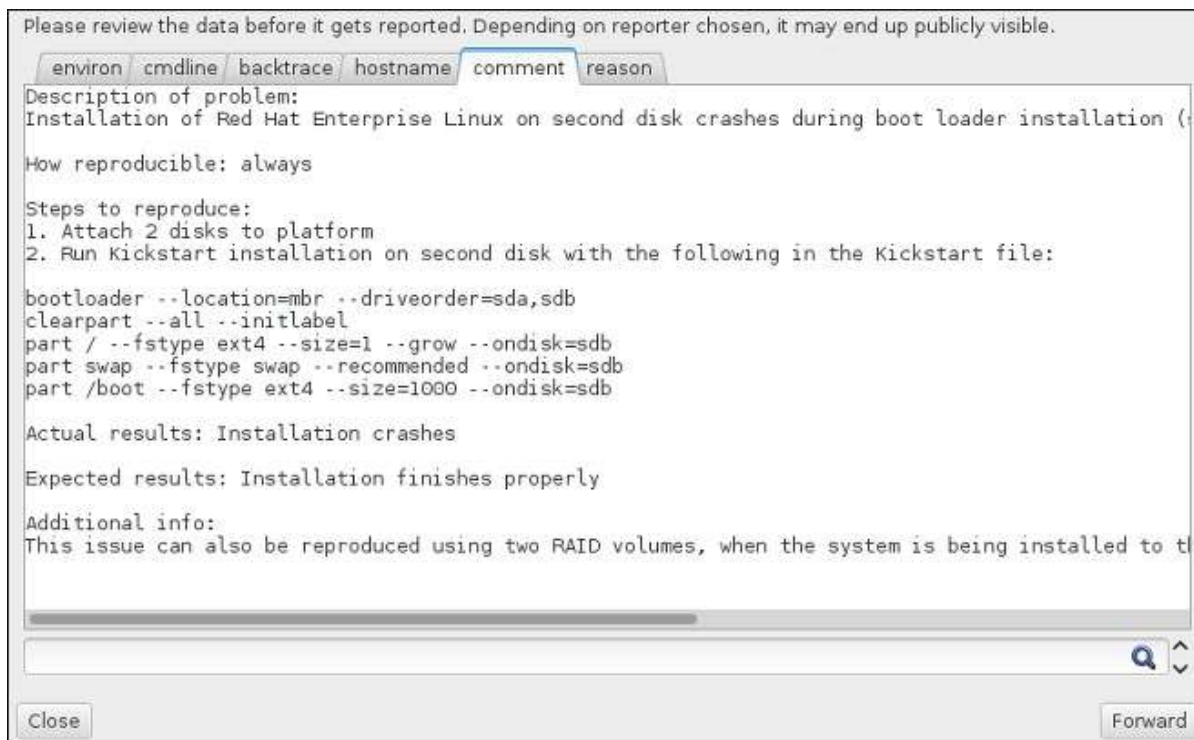 Please review the data before it gets reported. Depending on reporter chosen, it may end up publicly visible.
environ cmdline backtrace hostname comment reason
Description of problem:
Installation of Red Hat Enterprise Linux on second disk crashes during boot loader installation (
How reproducible: always
Steps to reproduce:
1. Attach 2 disks to platform
2. Run Kickstart installation on second disk with the following in the Kickstart file:
bootloader --location=mbr --driveorder=sda,sdb
clearpart --all --initlabel
part / --fstype ext4 --size=1 --grow --ondisk=sdb
part swap --fstype swap --recommended --ondisk=sdb
part /boot --fstype ext4 --size=1000 --ondisk=sdb
Actual results: Installation crashes
Expected results: Installation finishes properly
Additional info:
This issue can also be reproduced using two RAID volumes, when the system is being installed to
Close Forward